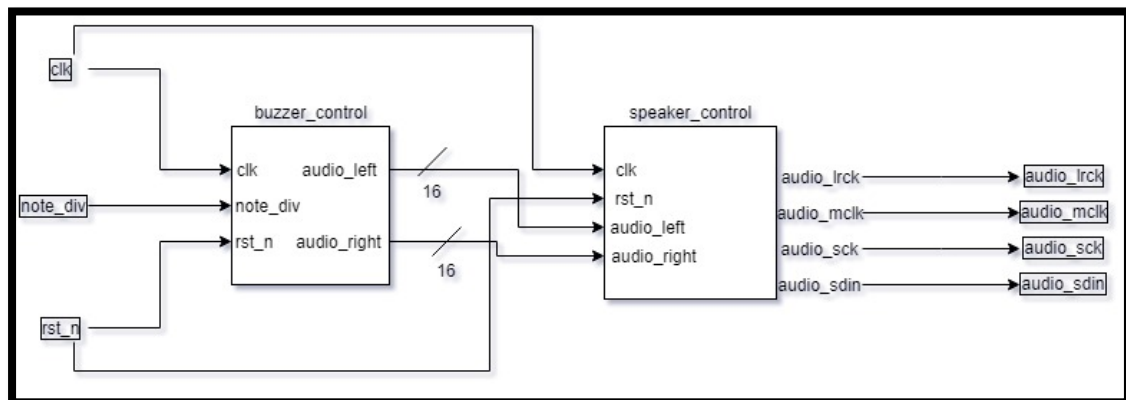 clk
note_div
rst_n
buzzer_control
clk
note_div
rst_n
audio_left
audio_right
16
16
speaker_control
clk
rst_n
audio_left
audio_right
audio_lrck
audio_mclk
audio_sck
audio_sdin
audio_lrck
audio_mclk
audio_sck
audio_sdin